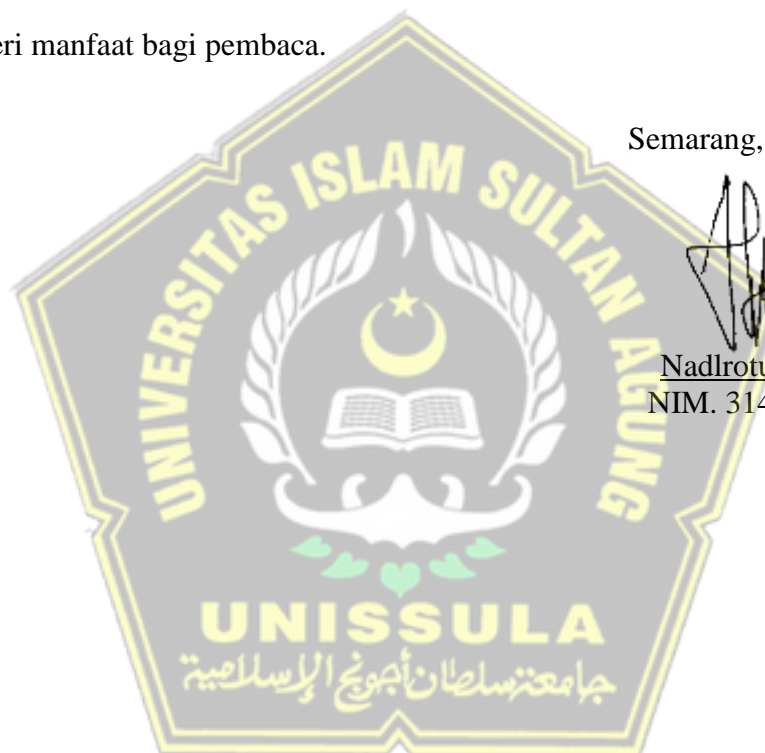 eri manfaat bagi pembaca.
Semarang,
Nadlrotu
NIM. 314
UNIVERSITAS ISLAM SULTAN AGUNG
UNISSULA
جامعة سلطان أجونج الإسلامية